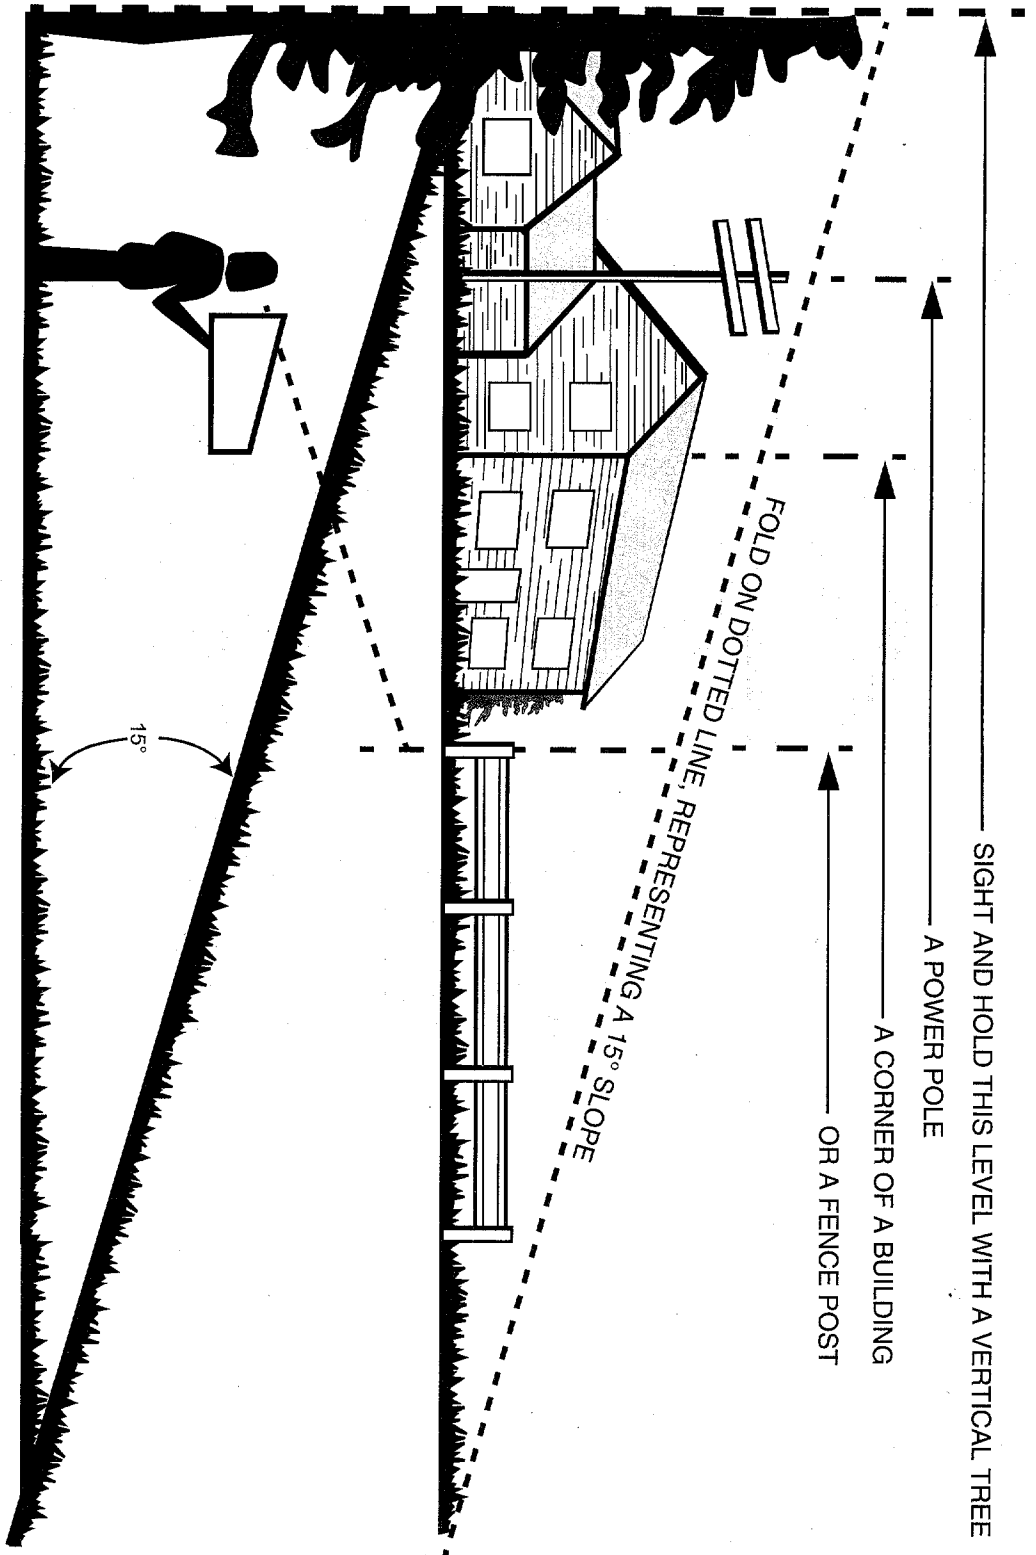 SIGHT AND HOLD THIS LEVEL WITH A VERTICAL TREE
A POWER POLE
A CORNER OF A BUILDING
OR A FENCE POST
FOLD ON DOTTED LINE, REPRESENTING A 15° SLOPE
15°